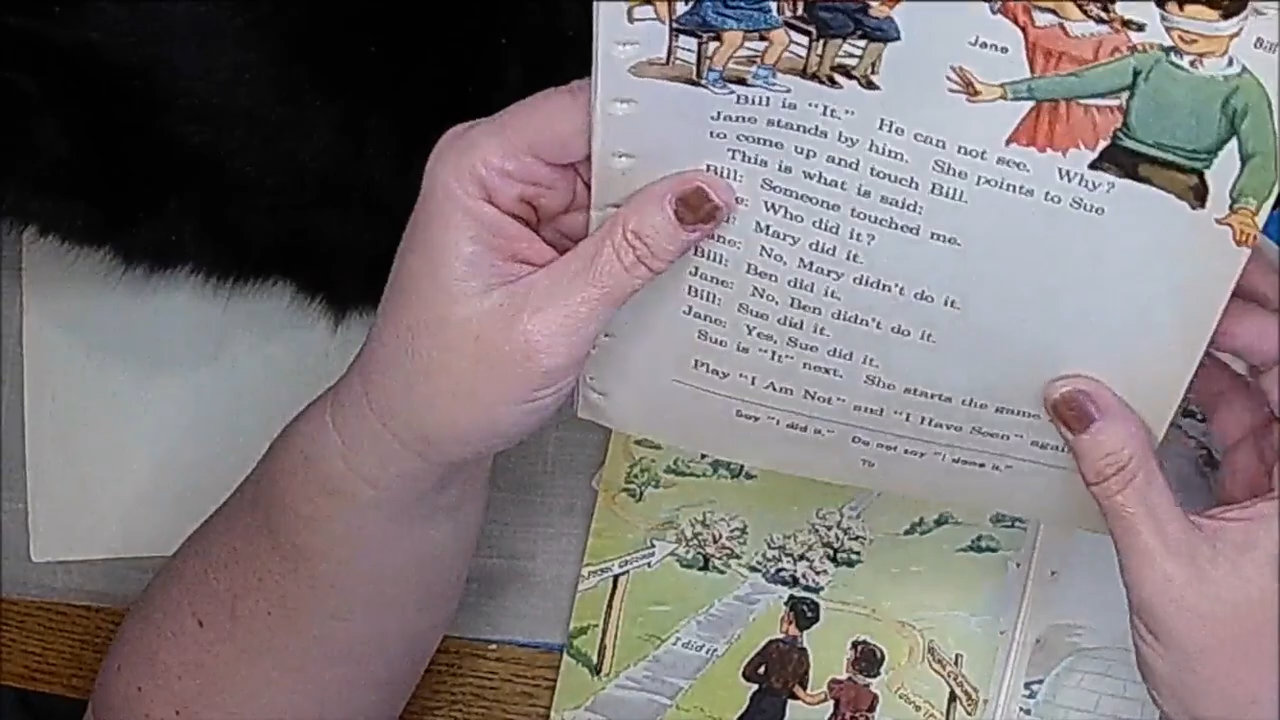 Jane
Bill
Bill is "It." He can not see. Why?
Jane stands by him. She points to Sue
to come up and touch Bill.
This is what is said:
Bill: Someone touched me.
e: Who did it?
: Mary did it.
ane: No, Mary didn't do it.
Bill: Ben did it.
Jane: No, Ben didn't do it.
Bill: Sue did it.
Jane: Yes, Sue did it.
Sue is "It" next. She starts the game
Play "I Am Not" and "I Have Seen" again
Say "I did it." Do not say "I done it."
I did it.